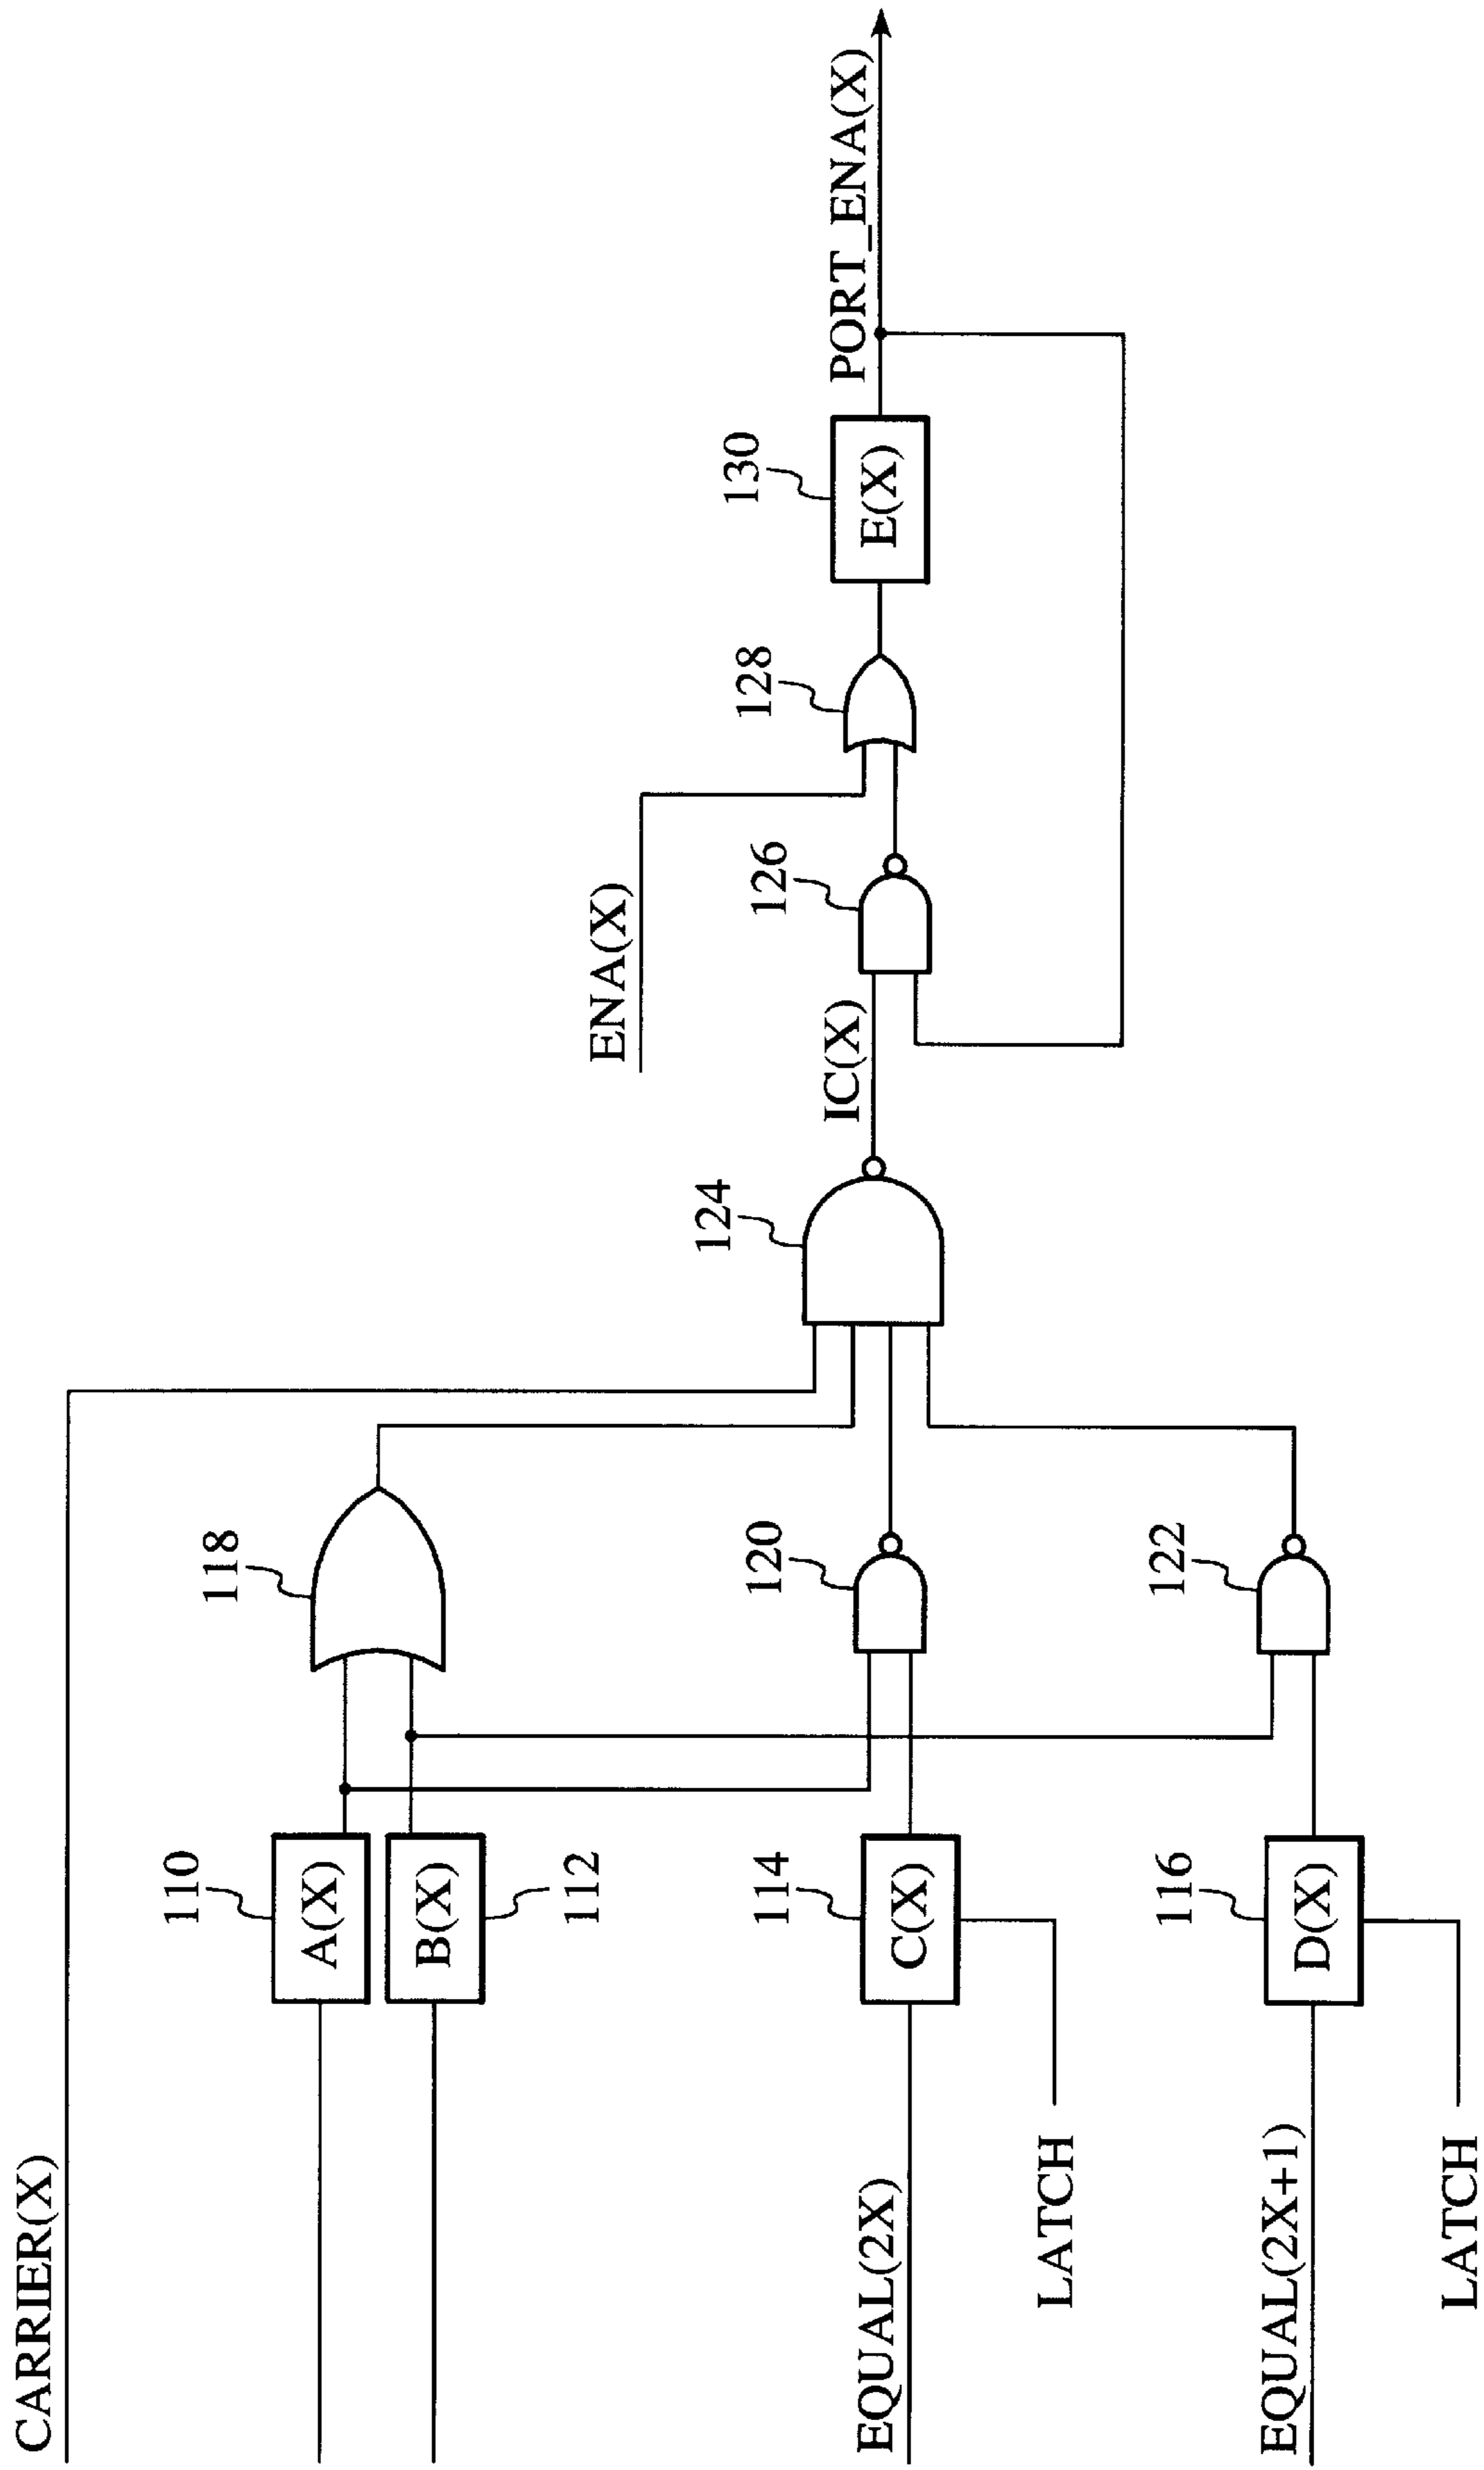 CARRIER(X)
110
A(X)
B(X)
112
118
EQUAL(2X)
114
C(X)
LATCH
120
EQUAL(2X+1)
116
D(X)
LATCH
122
124
IC(X)
ENA(X)
126
128
130
E(X)
PORT_ENA(X)